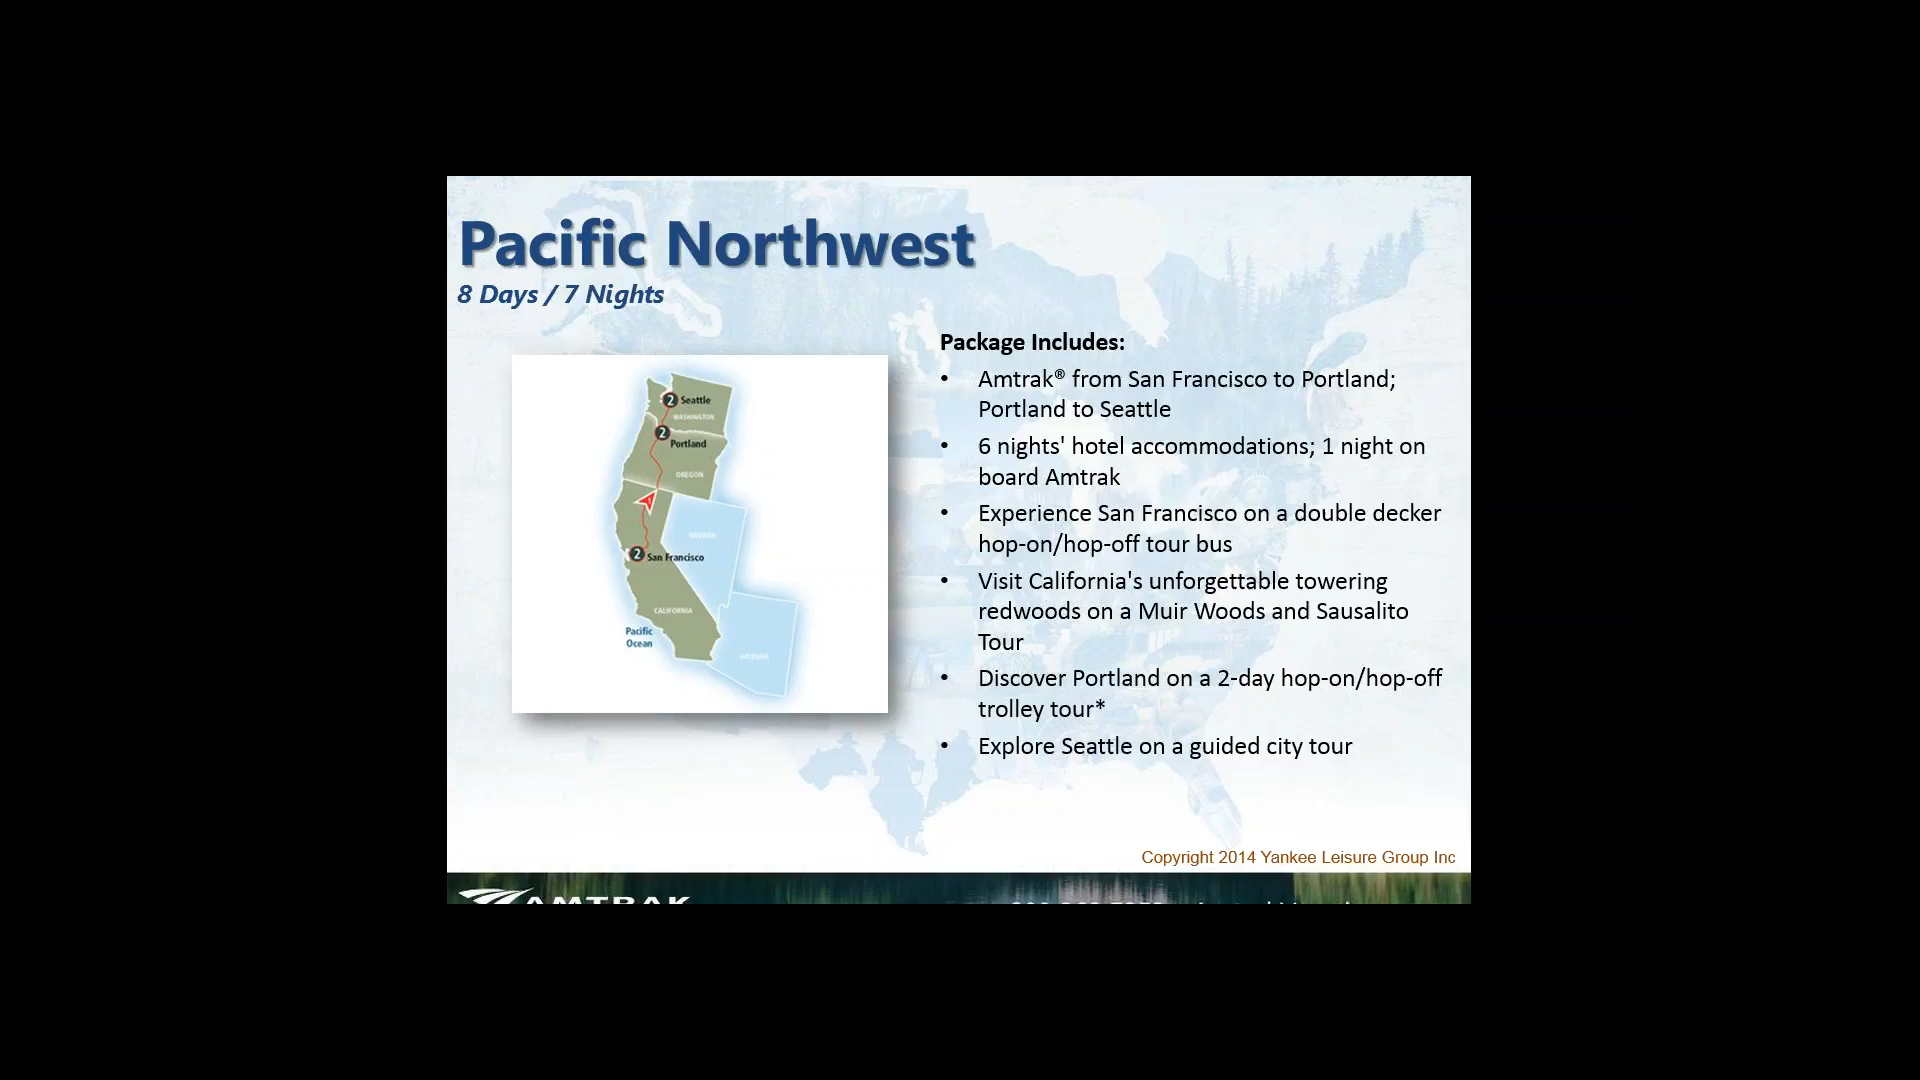 Pacific Northwest
8 Days / 7 Nights
2 Seattle
WASHINGTON
2
Portland
OREGON
NEVADA
2 San Francisco
CALIFORNIA
Pacific
Ocean
ARIZONA
Package Includes:
• Amtrak® from San Francisco to Portland;
Portland to Seattle
• 6 nights' hotel accommodations; 1 night on
board Amtrak
• Experience San Francisco on a double decker
hop-on/hop-off tour bus
• Visit California's unforgettable towering
redwoods on a Muir Woods and Sausalito
Tour
• Discover Portland on a 2-day hop-on/hop-off
trolley tour*
• Explore Seattle on a guided city tour
Copyright 2014 Yankee Leisure Group Inc
AMTRAK